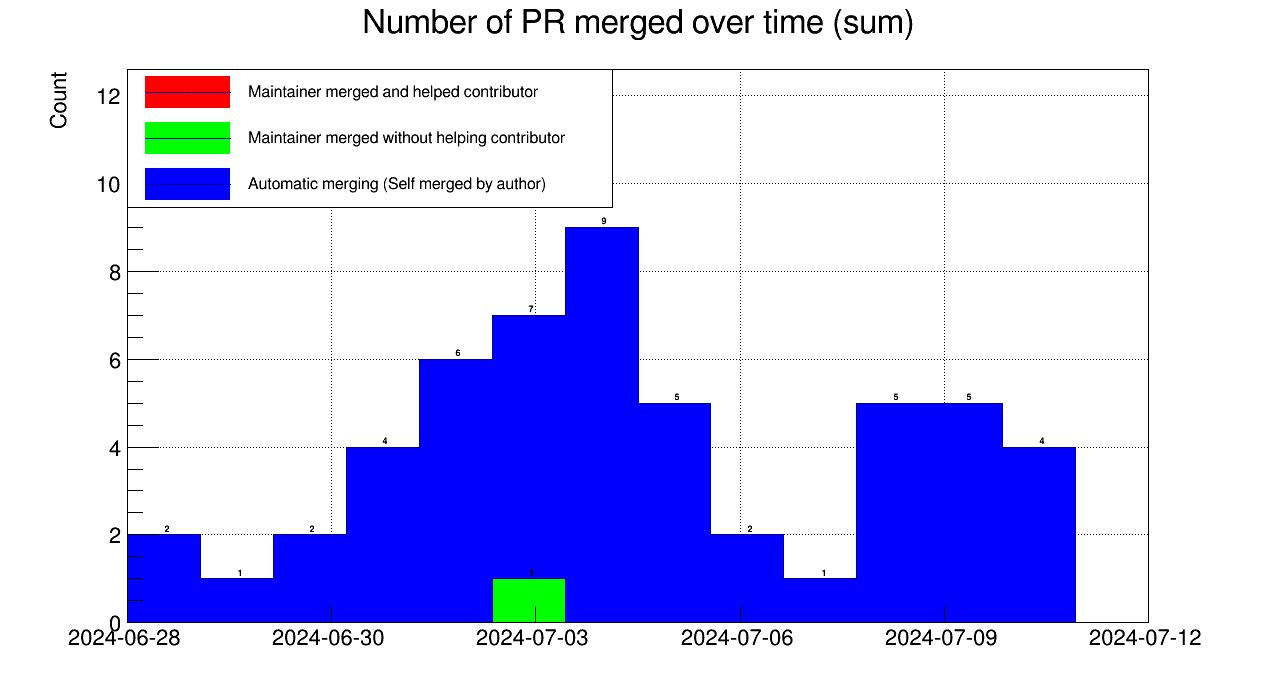 Number of PR merged over time (sum)
Count
Maintainer merged and helped contributor
Maintainer merged without helping contributor
Automatic merging (Self merged by author)
12
10
8
6
4
2
0
2 1 2 4 6 7 9 5 2 1 5 5 4
1
2024-06-28 2024-06-30 2024-07-03 2024-07-06 2024-07-09 2024-07-12